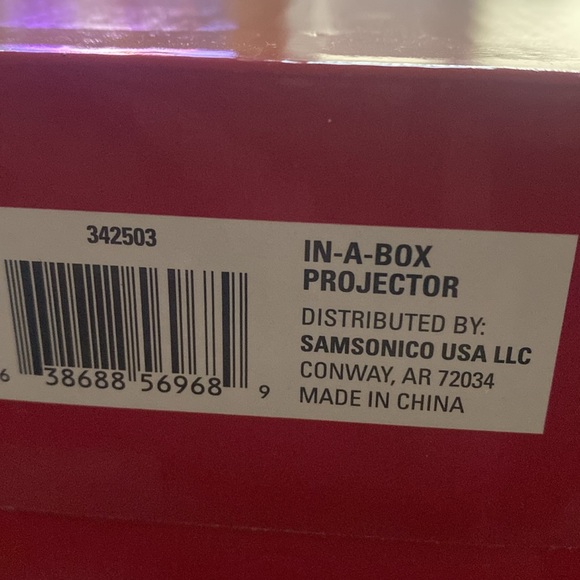 342503
6 38688 56968 9
IN-A-BOX
PROJECTOR
DISTRIBUTED BY:
SAMSONICO USA LLC
CONWAY, AR 72034
MADE IN CHINA